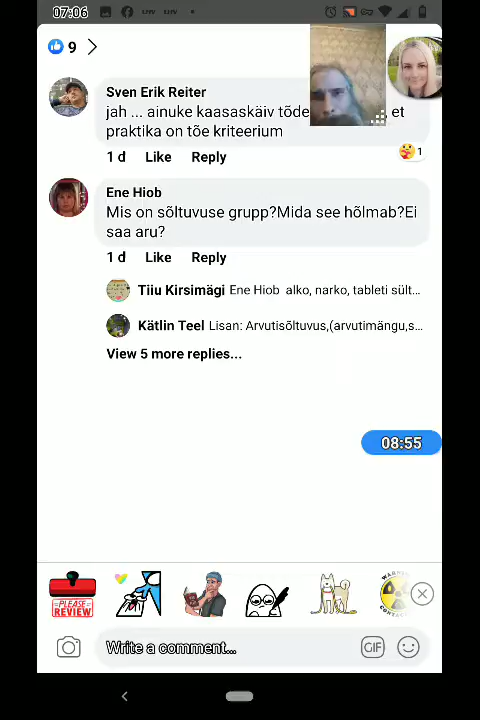 07:06
9
Sven Erik Reiter
jah ... ainuke kaasaskäiv tõde et
praktika on tõe kriteerium
1 d Like Reply
1
Ene Hiob
Mis on sõltuvuse grupp?Mida see hõlmab?Ei
saa aru?
1 d Like Reply
Tiiu Kirsimägi Ene Hiob alko, narko, tableti sült...
Kätlin Teel Lisan: Arvutisõltuvus,(arvutimängu,s...
View 5 more replies...
08:55
PLEASE
REVIEW
Write a comment...
GIF